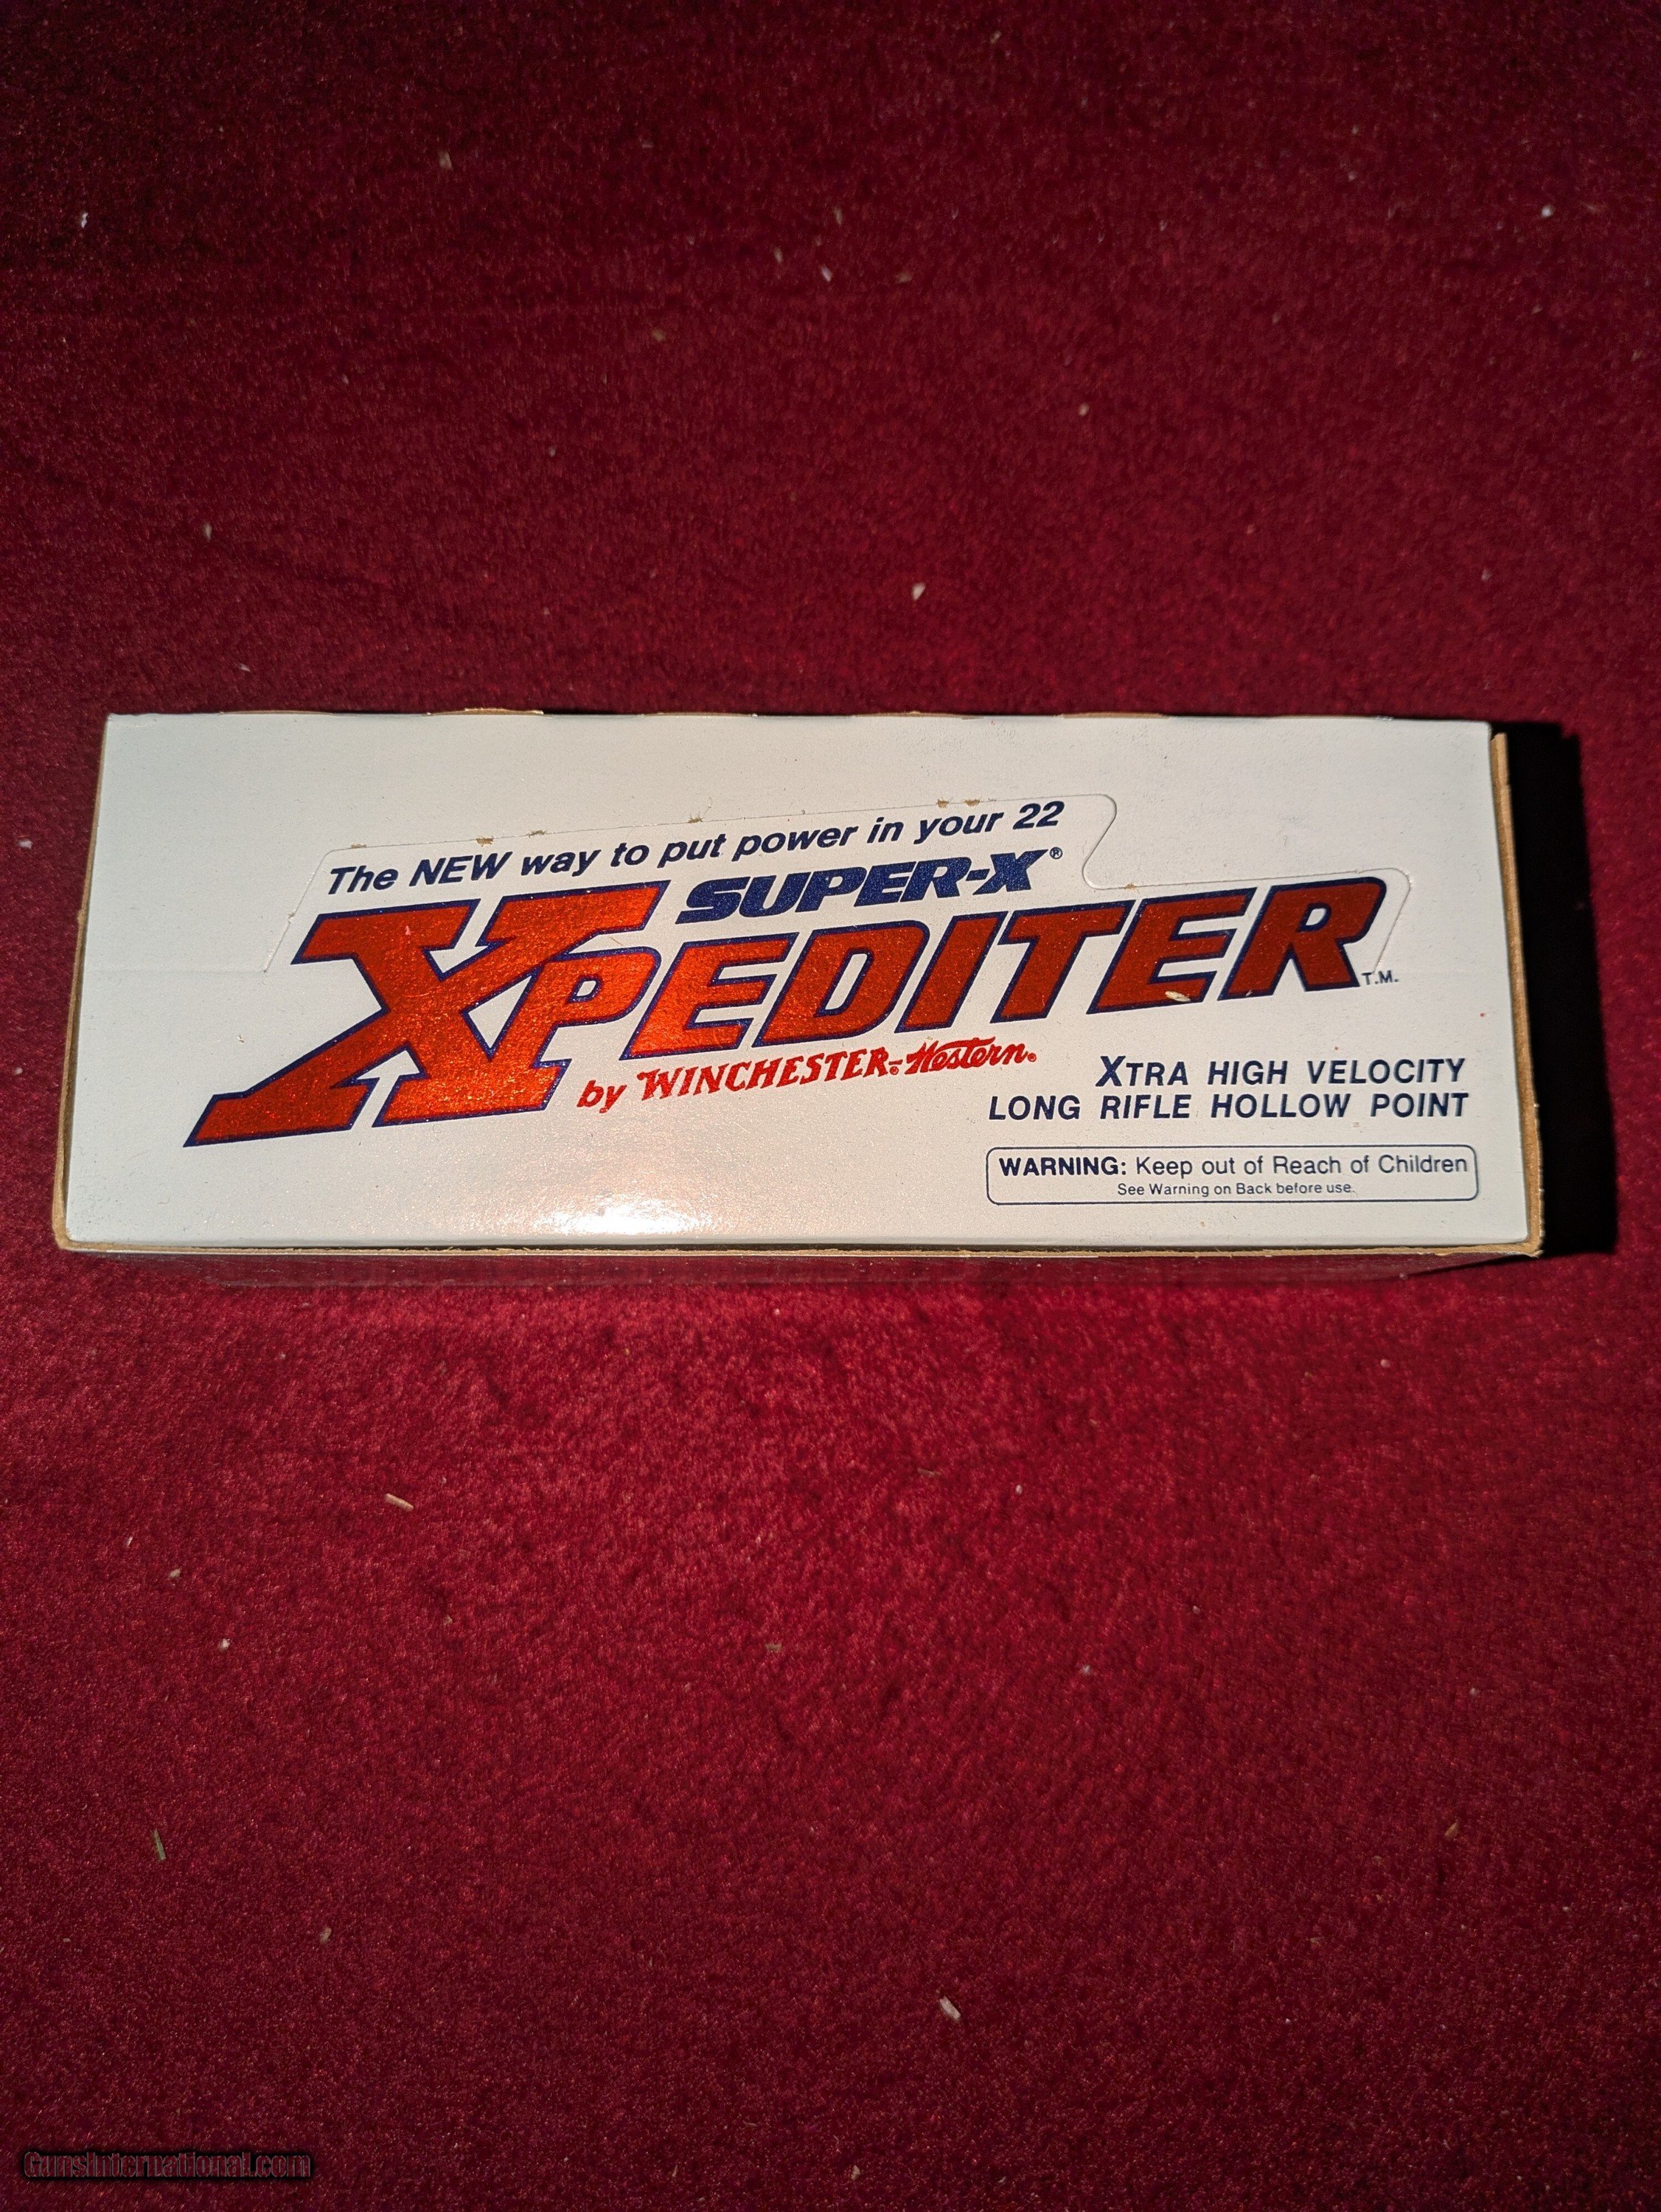 The NEW way to put power in your 22
SUPER-X®
XPEDITER T.M.
by WINCHESTER-Western®
XTRA HIGH VELOCITY
LONG RIFLE HOLLOW POINT
WARNING: Keep out of Reach of Children
See Warning on Back before use.
GunsInternational.com